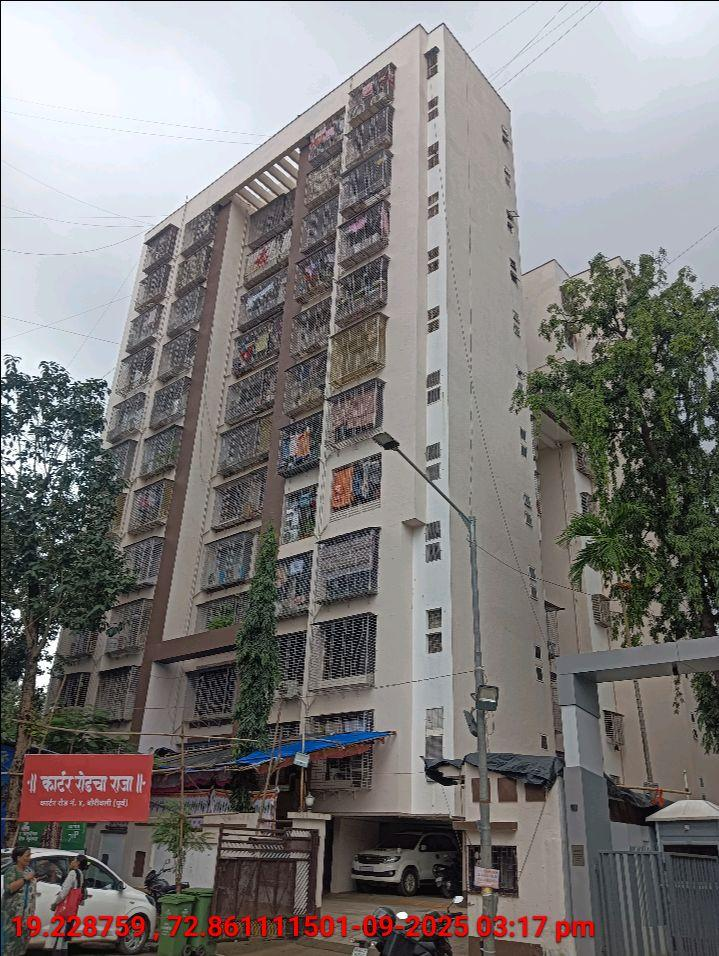 ॥ कार्टर रोडचा राजा ॥
कार्टर रोड नं. ४, बोरीवली (पूर्व)
19.228759 , 72.861111501-09-2025 03:17 pm